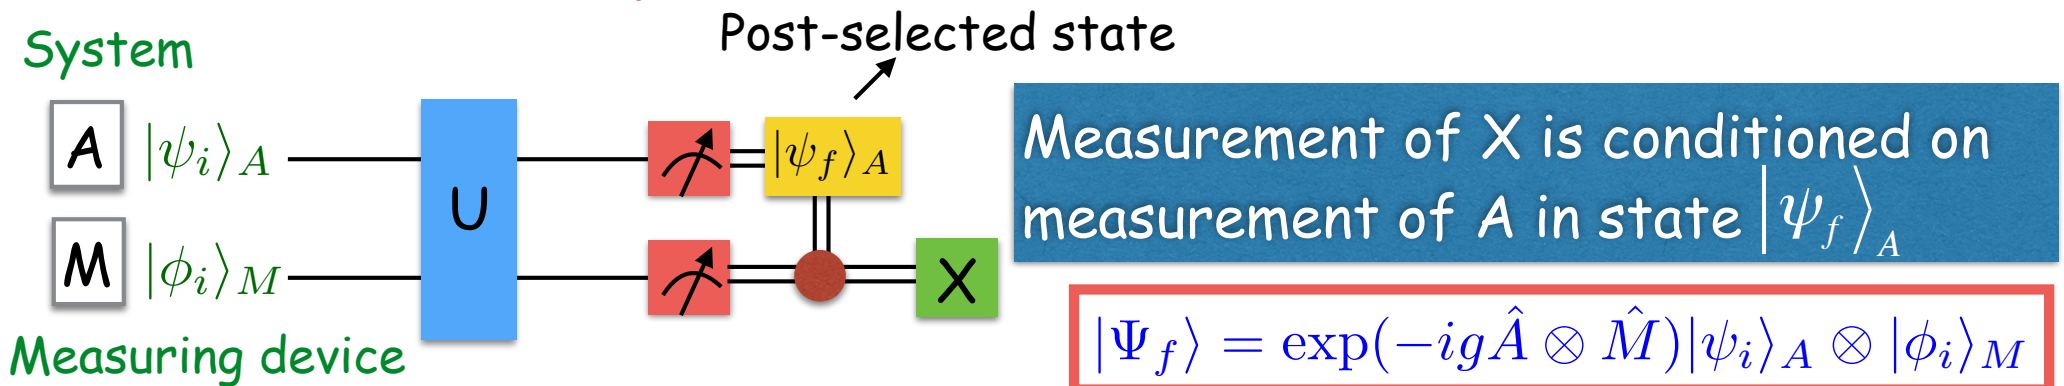 Post-selected state
System
A |ψ_i⟩_A
U
|ψ_f⟩_A
M |ϕ_i⟩_M
X
Measuring device
Measurement of X is conditioned on
measurement of A in state |ψ_f⟩_A
|Ψ_f⟩ = exp(−igÂ ⊗ M̂)|ψ_i⟩_A ⊗ |ϕ_i⟩_M